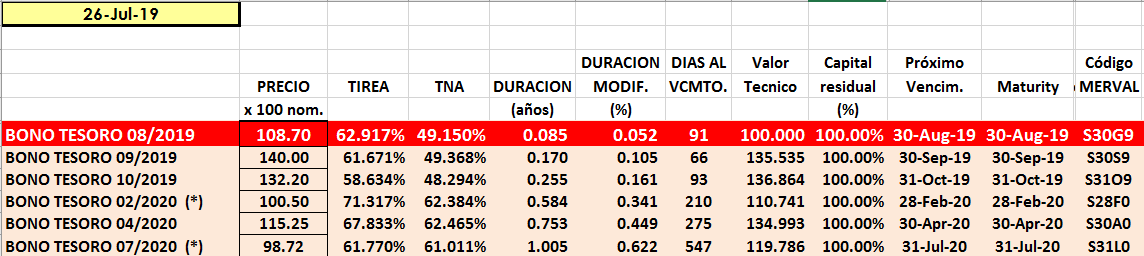 26-Jul-19
DURACION DIAS AL Valor Capital Próximo Código
PRECIO TIREA TNA DURACION MODIF. VCMTO. Tecnico residual Vencim. Maturity MERVAL
x 100 nom. (años) (%) (%)
BONO TESORO 08/2019 108.70 62.917% 49.150% 0.085 0.052 91 100.000 100.00% 30-Aug-19 30-Aug-19 S30G9
BONO TESORO 09/2019 140.00 61.671% 49.368% 0.170 0.105 66 135.535 100.00% 30-Sep-19 30-Sep-19 S30S9
BONO TESORO 10/2019 132.20 58.634% 48.294% 0.255 0.161 93 136.864 100.00% 31-Oct-19 31-Oct-19 S31O9
BONO TESORO 02/2020 (*) 100.50 71.317% 62.384% 0.584 0.341 210 110.741 100.00% 28-Feb-20 28-Feb-20 S28F0
BONO TESORO 04/2020 115.25 67.833% 62.465% 0.753 0.449 275 134.993 100.00% 30-Apr-20 30-Apr-20 S30A0
BONO TESORO 07/2020 (*) 98.72 61.770% 61.011% 1.005 0.622 547 119.786 100.00% 31-Jul-20 31-Jul-20 S31L0